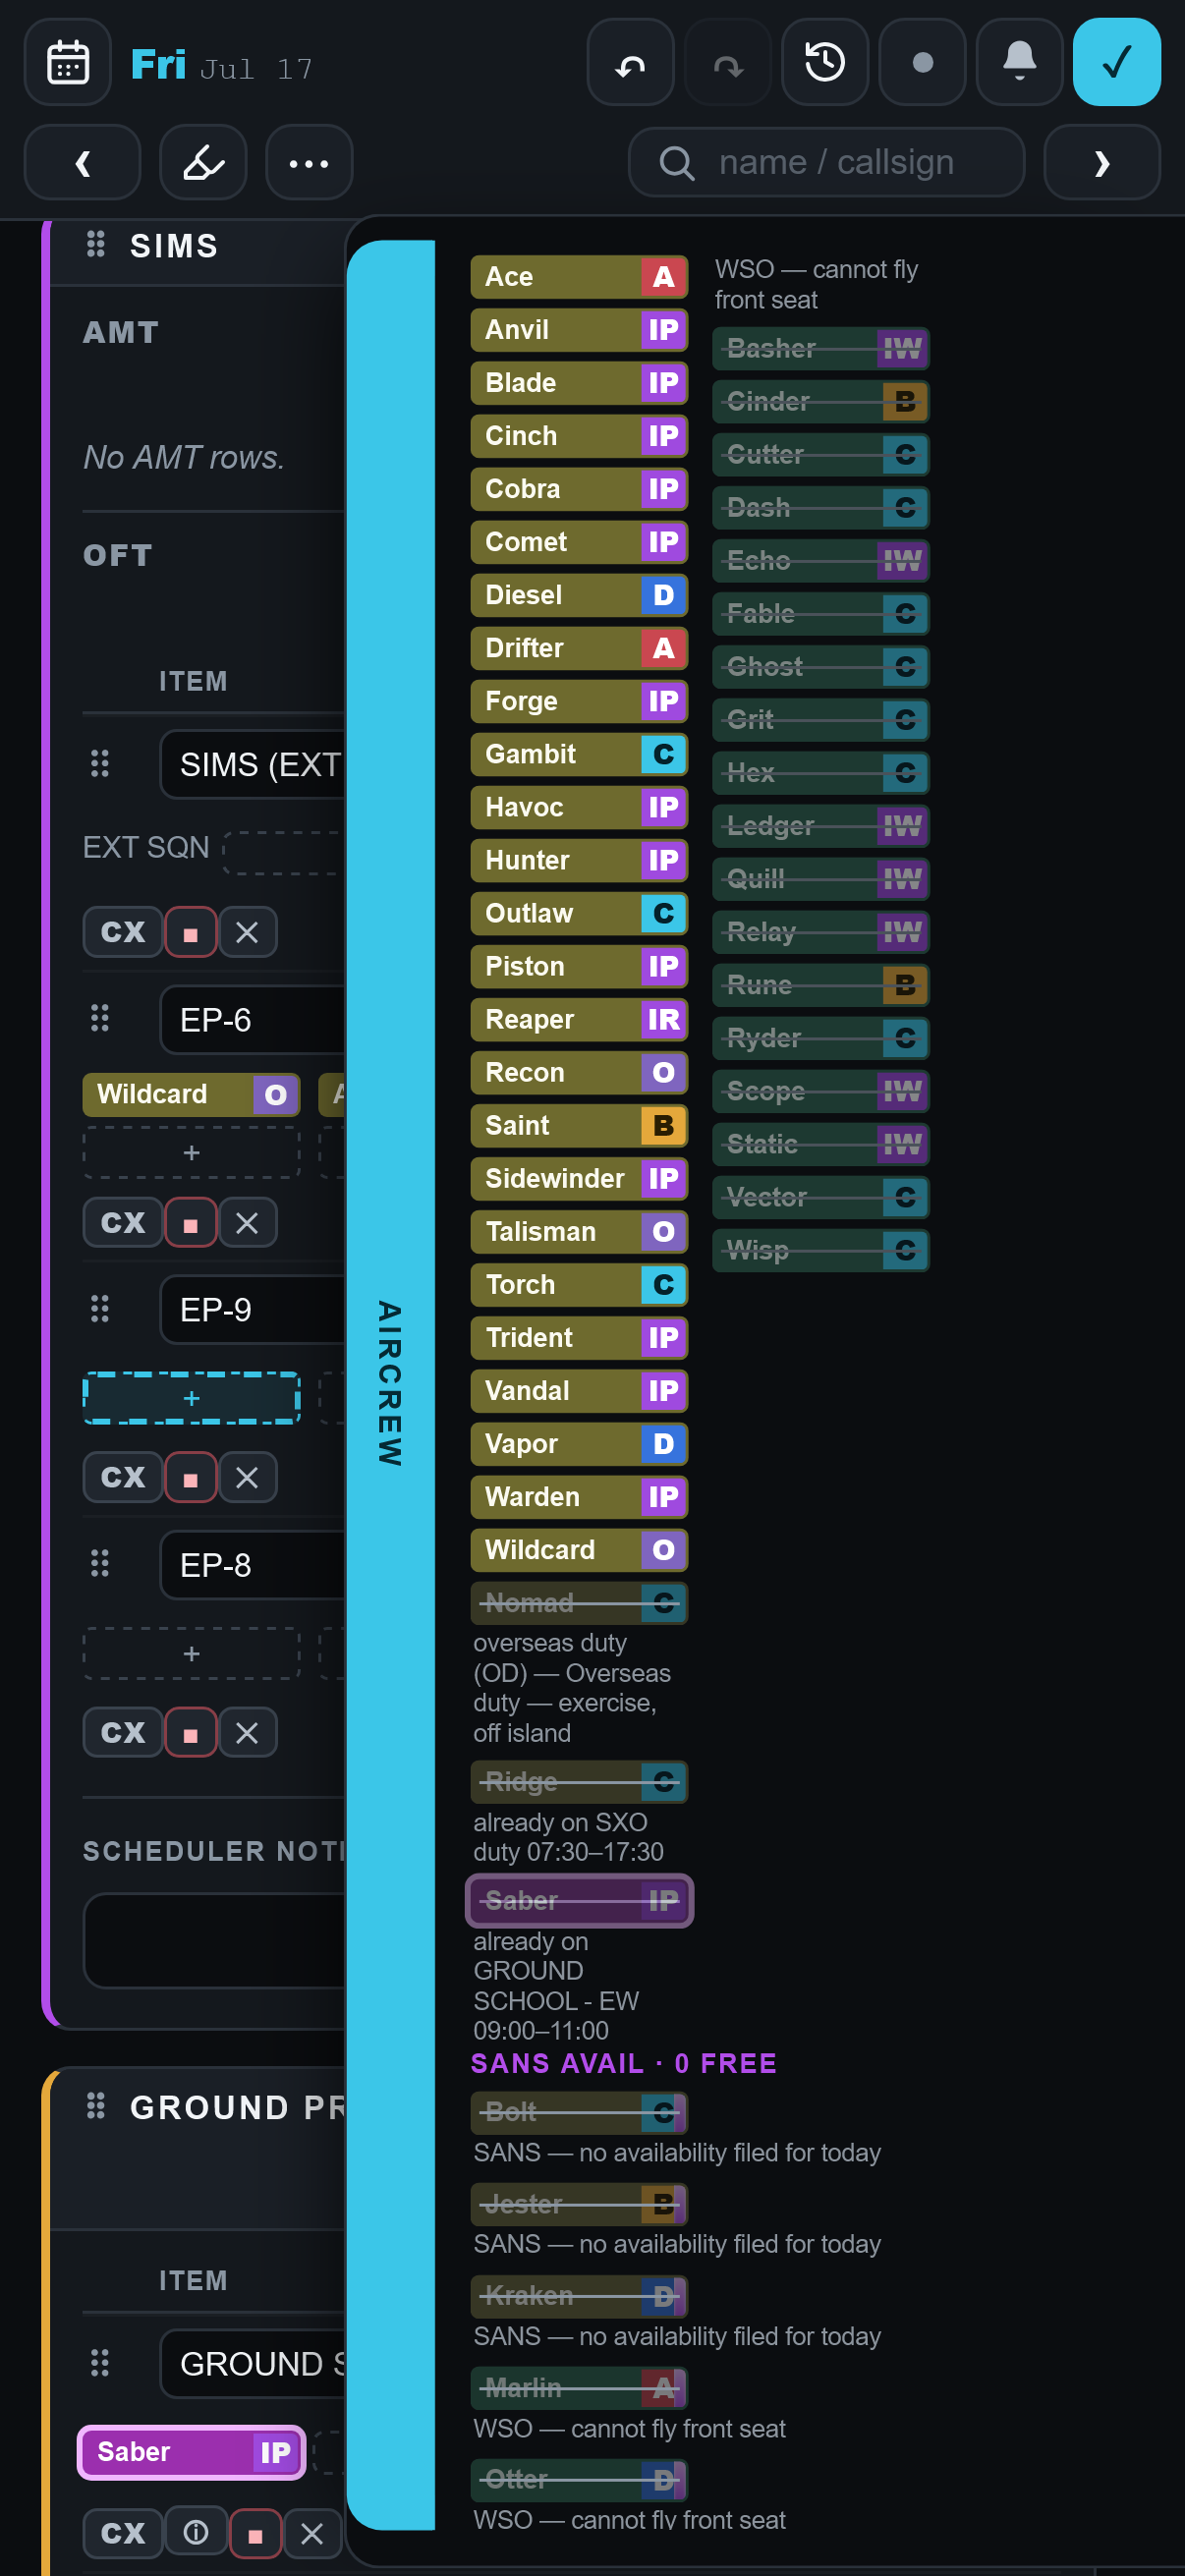 Fri Jul 17
name / callsign
SIMS
AMT
No AMT rows.
OFT
ITEM
SIMS (EXT
EXT SQN
CX
EP-6
Wildcard O
+
CX
EP-9
+
CX
EP-8
+
CX
SCHEDULER NOT
GROUND PR
ITEM
GROUND S
Saber IP
CX
AIRCREW
Ace A
Anvil IP
Blade IP
Cinch IP
Cobra IP
Comet IP
Diesel D
Drifter A
Forge IP
Gambit C
Havoc IP
Hunter IP
Outlaw C
Piston IP
Reaper IR
Recon O
Saint B
Sidewinder IP
Talisman O
Torch C
Trident IP
Vandal IP
Vapor D
Warden IP
Wildcard O
Nomad C
overseas duty
(OD) — Overseas
duty — exercise,
off island
Ridge C
already on SXO
duty 07:30–17:30
Saber IP
already on
GROUND
SCHOOL - EW
09:00–11:00
WSO — cannot fly
front seat
Basher IW
Cinder B
Cutter C
Dash C
Echo IW
Fable C
Ghost C
Grit C
Hex C
Ledger IW
Quill IW
Relay IW
Rune B
Ryder C
Scope IW
Static IW
Vector C
Wisp C
SANS AVAIL · 0 FREE
Bolt C
SANS — no availability filed for today
Jester B
SANS — no availability filed for today
Kraken D
SANS — no availability filed for today
Marlin A
WSO — cannot fly front seat
Otter D
WSO — cannot fly front seat